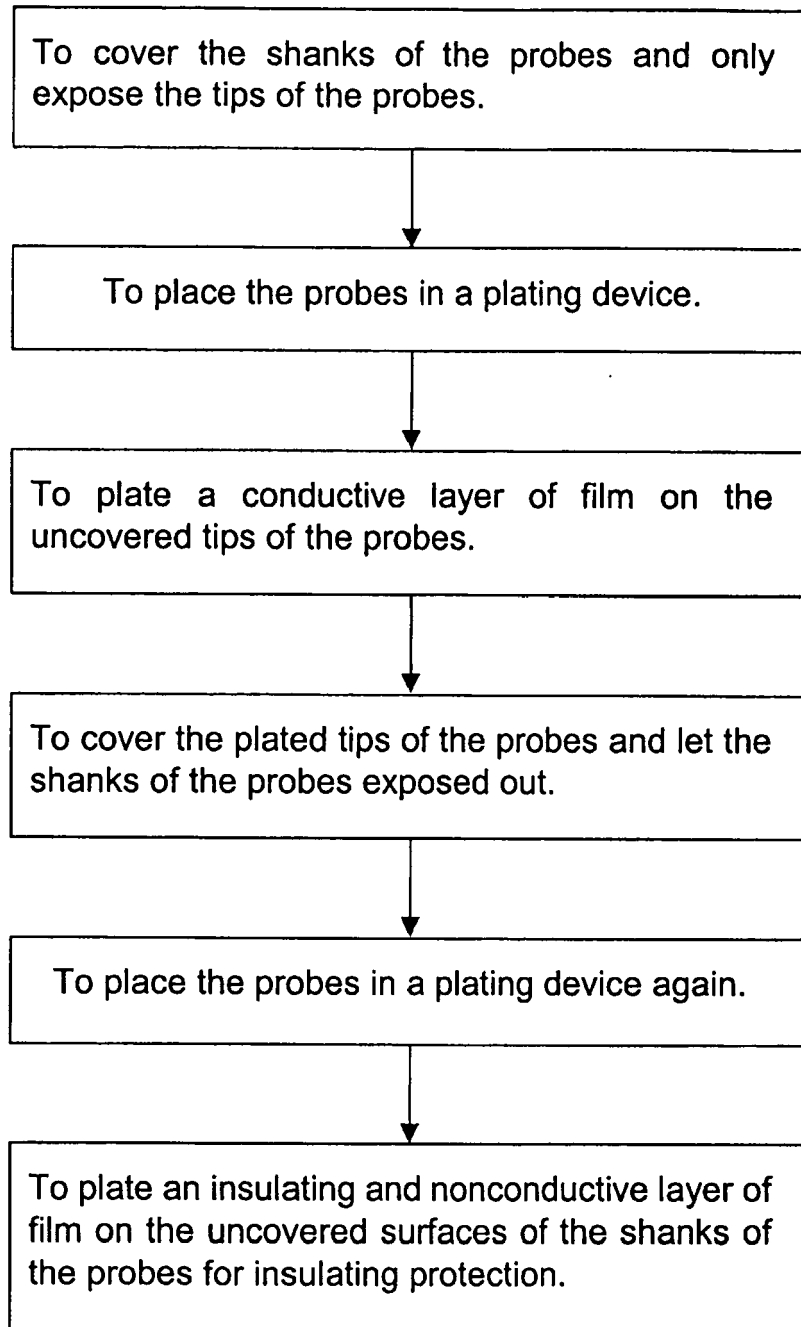 To cover the shanks of the probes and only
expose the tips of the probes.
To place the probes in a plating device.
To plate a conductive layer of film on the
uncovered tips of the probes.
To cover the plated tips of the probes and let the
shanks of the probes exposed out.
To place the probes in a plating device again.
To plate an insulating and nonconductive layer of
film on the uncovered surfaces of the shanks of
the probes for insulating protection.